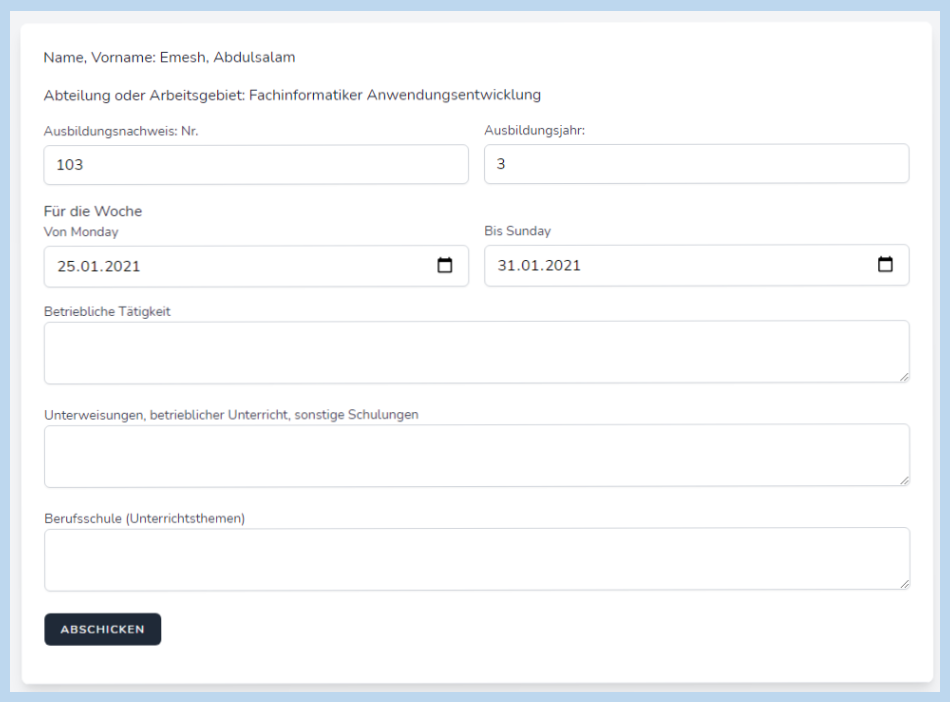 Name, Vorname: Emesh, Abdulsalam
Abteilung oder Arbeitsgebiet: Fachinformatiker Anwendungsentwicklung
Ausbildungsnachweis: Nr.
Ausbildungsjahr:
103
3
Für die Woche
Von Monday
Bis Sunday
25.01.2021
31.01.2021
Betriebliche Tätigkeit
Unterweisungen, betrieblicher Unterricht, sonstige Schulungen
Berufsschule (Unterrichtsthemen)
ABSCHICKEN